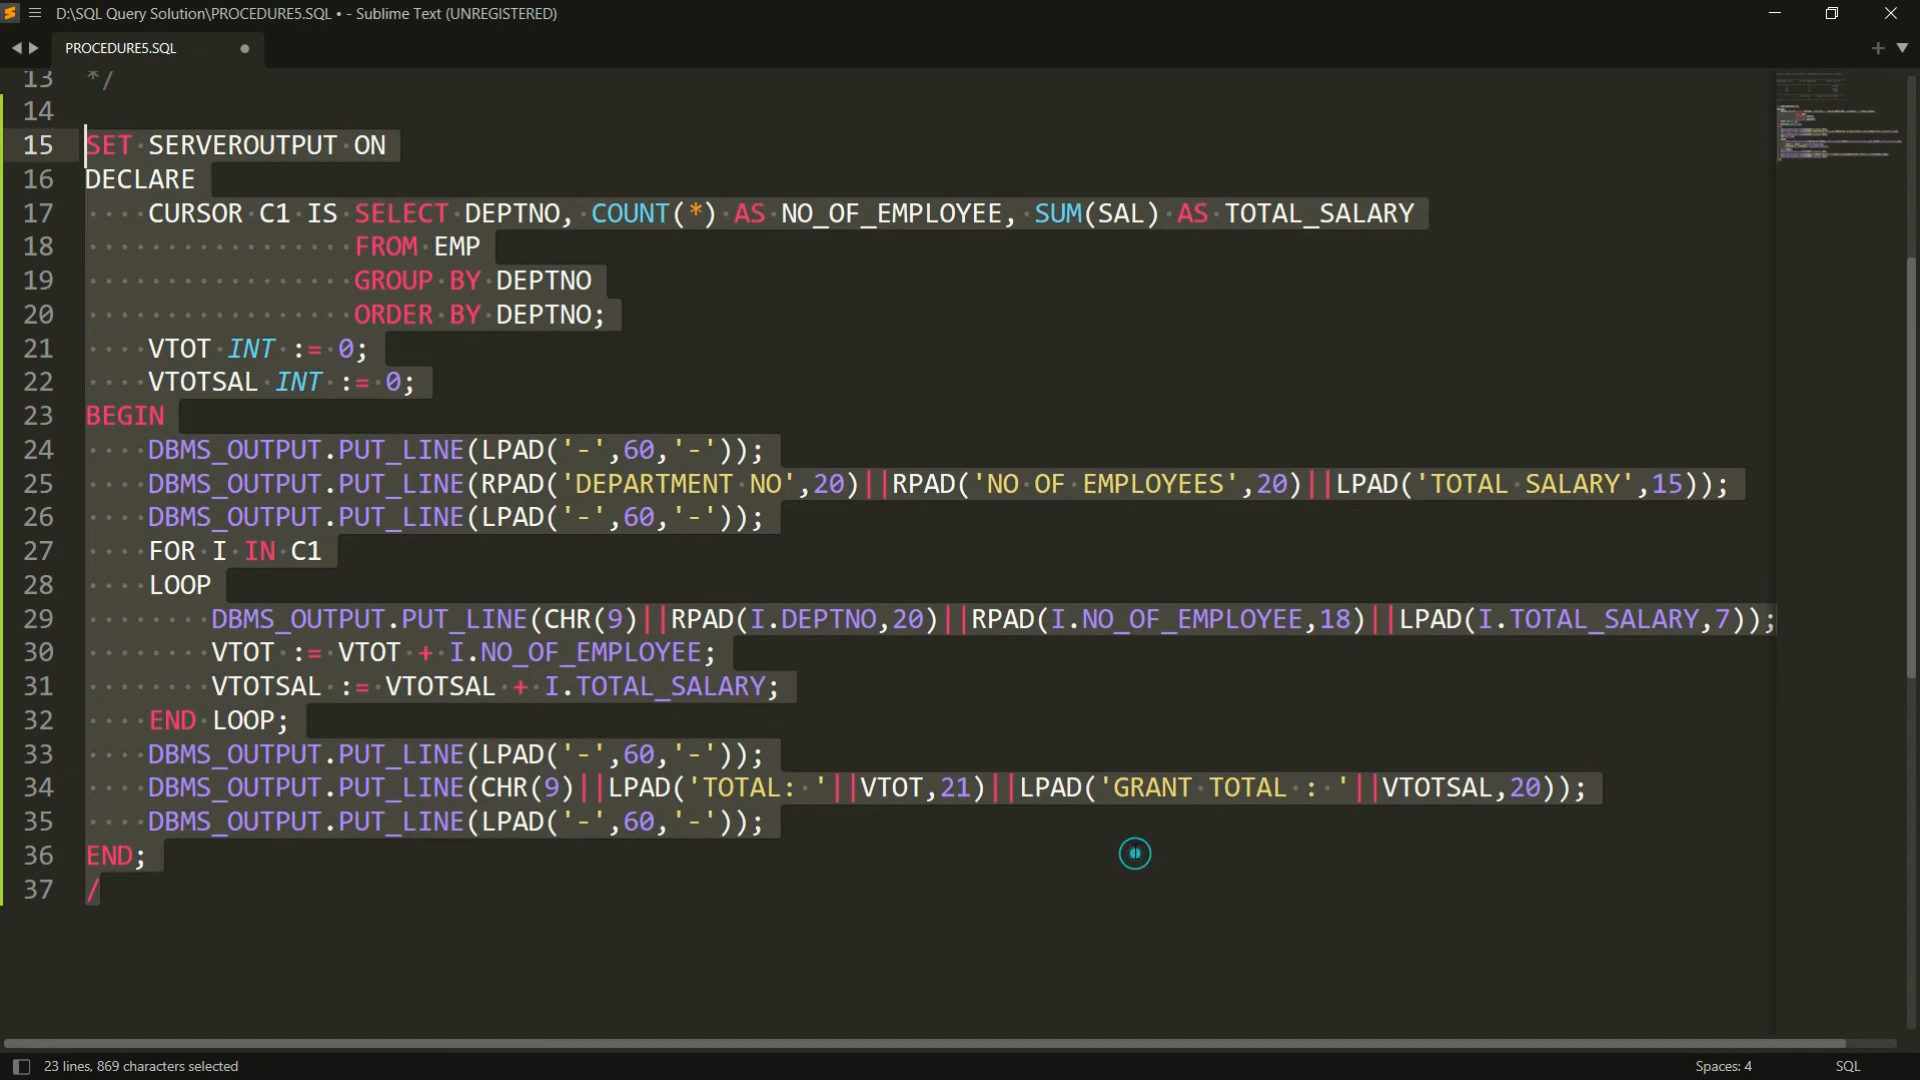 D:\SQL Query Solution\PROCEDURE5.SQL • - Sublime Text (UNREGISTERED)
PROCEDURE5.SQL
13 */
14
15 SET SERVEROUTPUT ON
16 DECLARE
17     CURSOR C1 IS SELECT DEPTNO, COUNT(*) AS NO_OF_EMPLOYEE, SUM(SAL) AS TOTAL_SALARY
18                  FROM EMP
19                  GROUP BY DEPTNO
20                  ORDER BY DEPTNO;
21     VTOT INT := 0;
22     VTOTSAL INT := 0;
23 BEGIN
24     DBMS_OUTPUT.PUT_LINE(LPAD('-',60,'-'));
25     DBMS_OUTPUT.PUT_LINE(RPAD('DEPARTMENT NO',20)||RPAD('NO OF EMPLOYEES',20)||LPAD('TOTAL SALARY',15));
26     DBMS_OUTPUT.PUT_LINE(LPAD('-',60,'-'));
27     FOR I IN C1
28     LOOP
29         DBMS_OUTPUT.PUT_LINE(CHR(9)||RPAD(I.DEPTNO,20)||RPAD(I.NO_OF_EMPLOYEE,18)||LPAD(I.TOTAL_SALARY,7));
30         VTOT := VTOT + I.NO_OF_EMPLOYEE;
31         VTOTSAL := VTOTSAL + I.TOTAL_SALARY;
32     END LOOP;
33     DBMS_OUTPUT.PUT_LINE(LPAD('-',60,'-'));
34     DBMS_OUTPUT.PUT_LINE(CHR(9)||LPAD('TOTAL: '||VTOT,21)||LPAD('GRANT TOTAL : '||VTOTSAL,20));
35     DBMS_OUTPUT.PUT_LINE(LPAD('-',60,'-'));
36 END;
37 /
23 lines, 869 characters selected
Spaces: 4
SQL